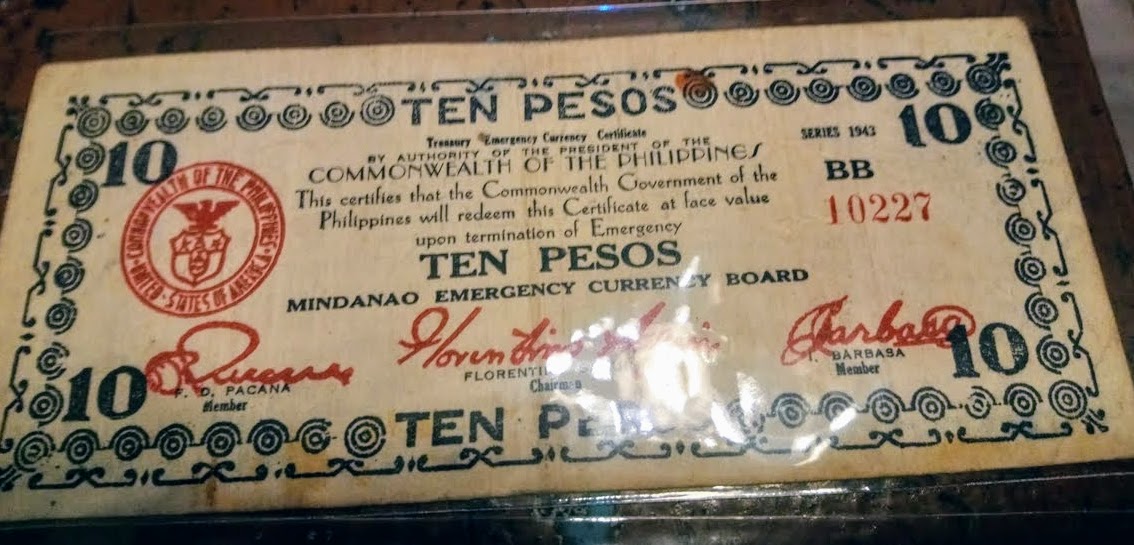 TEN PESOS
10
Treasury Emergency Currency Certificate
SERIES 1943
10
BY AUTHORITY OF THE PRESIDENT OF THE
COMMONWEALTH OF THE PHILIPPINES
BB
10227
COMMONWEALTH OF THE PHILIPPINES
UNITED STATES OF AMERICA
This certifies that the Commonwealth Government of the
Philippines will redeem this Certificate at face value
upon termination of Emergency
TEN PESOS
MINDANAO EMERGENCY CURRENCY BOARD
F. D. PACANA
Member
Chairman
BARBASA
Member
10
10
TEN